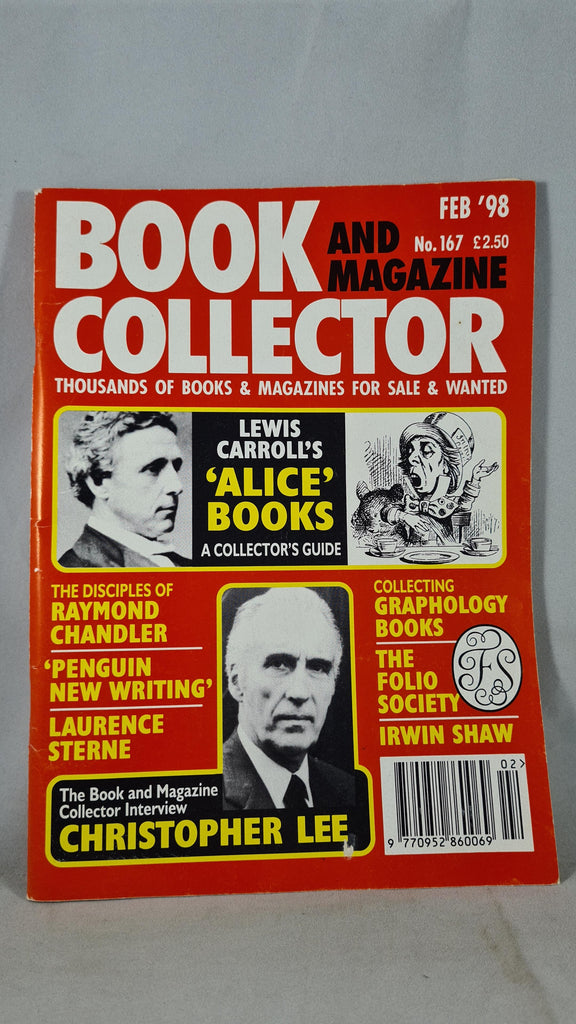 BOOK
AND
MAGAZINE
COLLECTOR
FEB '98
No.167 £2.50
THOUSANDS OF BOOKS & MAGAZINES FOR SALE & WANTED
LEWIS
CARROLL'S
'ALICE'
BOOKS
A COLLECTOR'S GUIDE
THE DISCIPLES OF
RAYMOND
CHANDLER
'PENGUIN
NEW WRITING'
LAURENCE
STERNE
COLLECTING
GRAPHOLOGY
BOOKS
THE
FOLIO
SOCIETY
FS
IRWIN SHAW
The Book and Magazine
Collector Interview
CHRISTOPHER LEE
02>
9 770952 860069